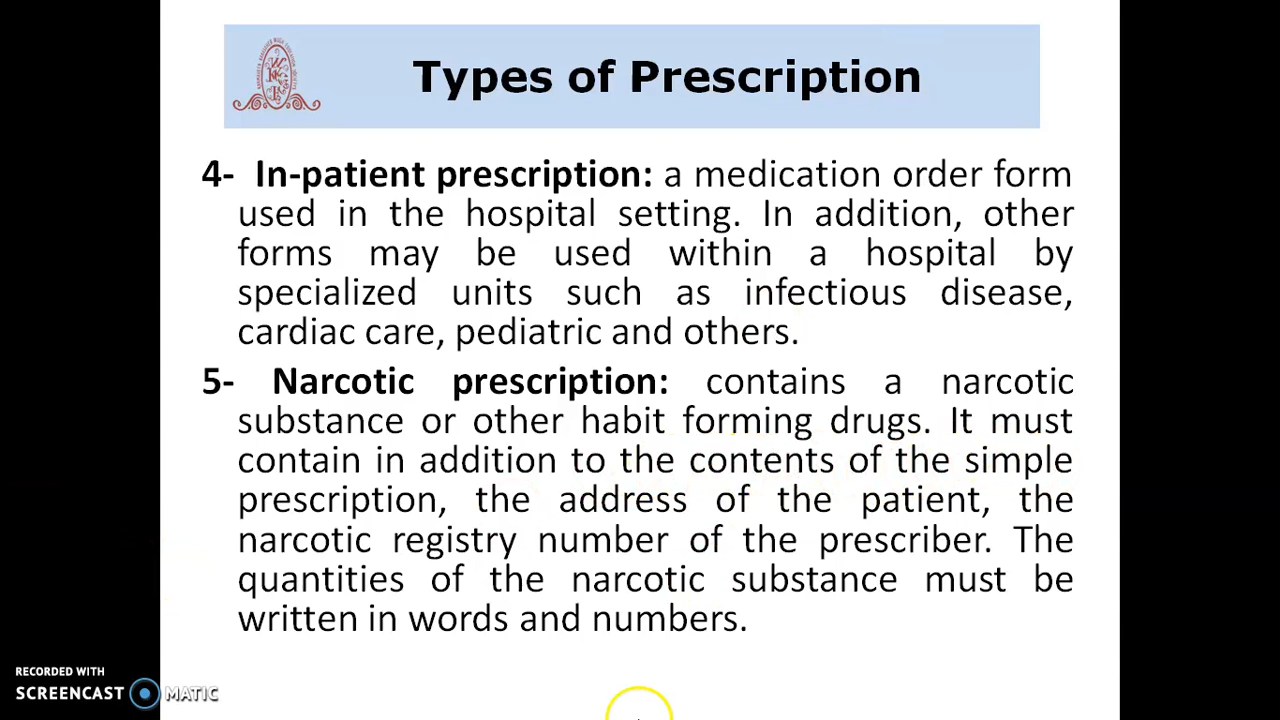 Types of Prescription
4- In-patient prescription: a medication order form
used in the hospital setting. In addition, other
forms may be used within a hospital by
specialized units such as infectious disease,
cardiac care, pediatric and others.
5- Narcotic prescription: contains a narcotic
substance or other habit forming drugs. It must
contain in addition to the contents of the simple
prescription, the address of the patient, the
narcotic registry number of the prescriber. The
quantities of the narcotic substance must be
written in words and numbers.
RECORDED WITH
SCREENCAST MATIC